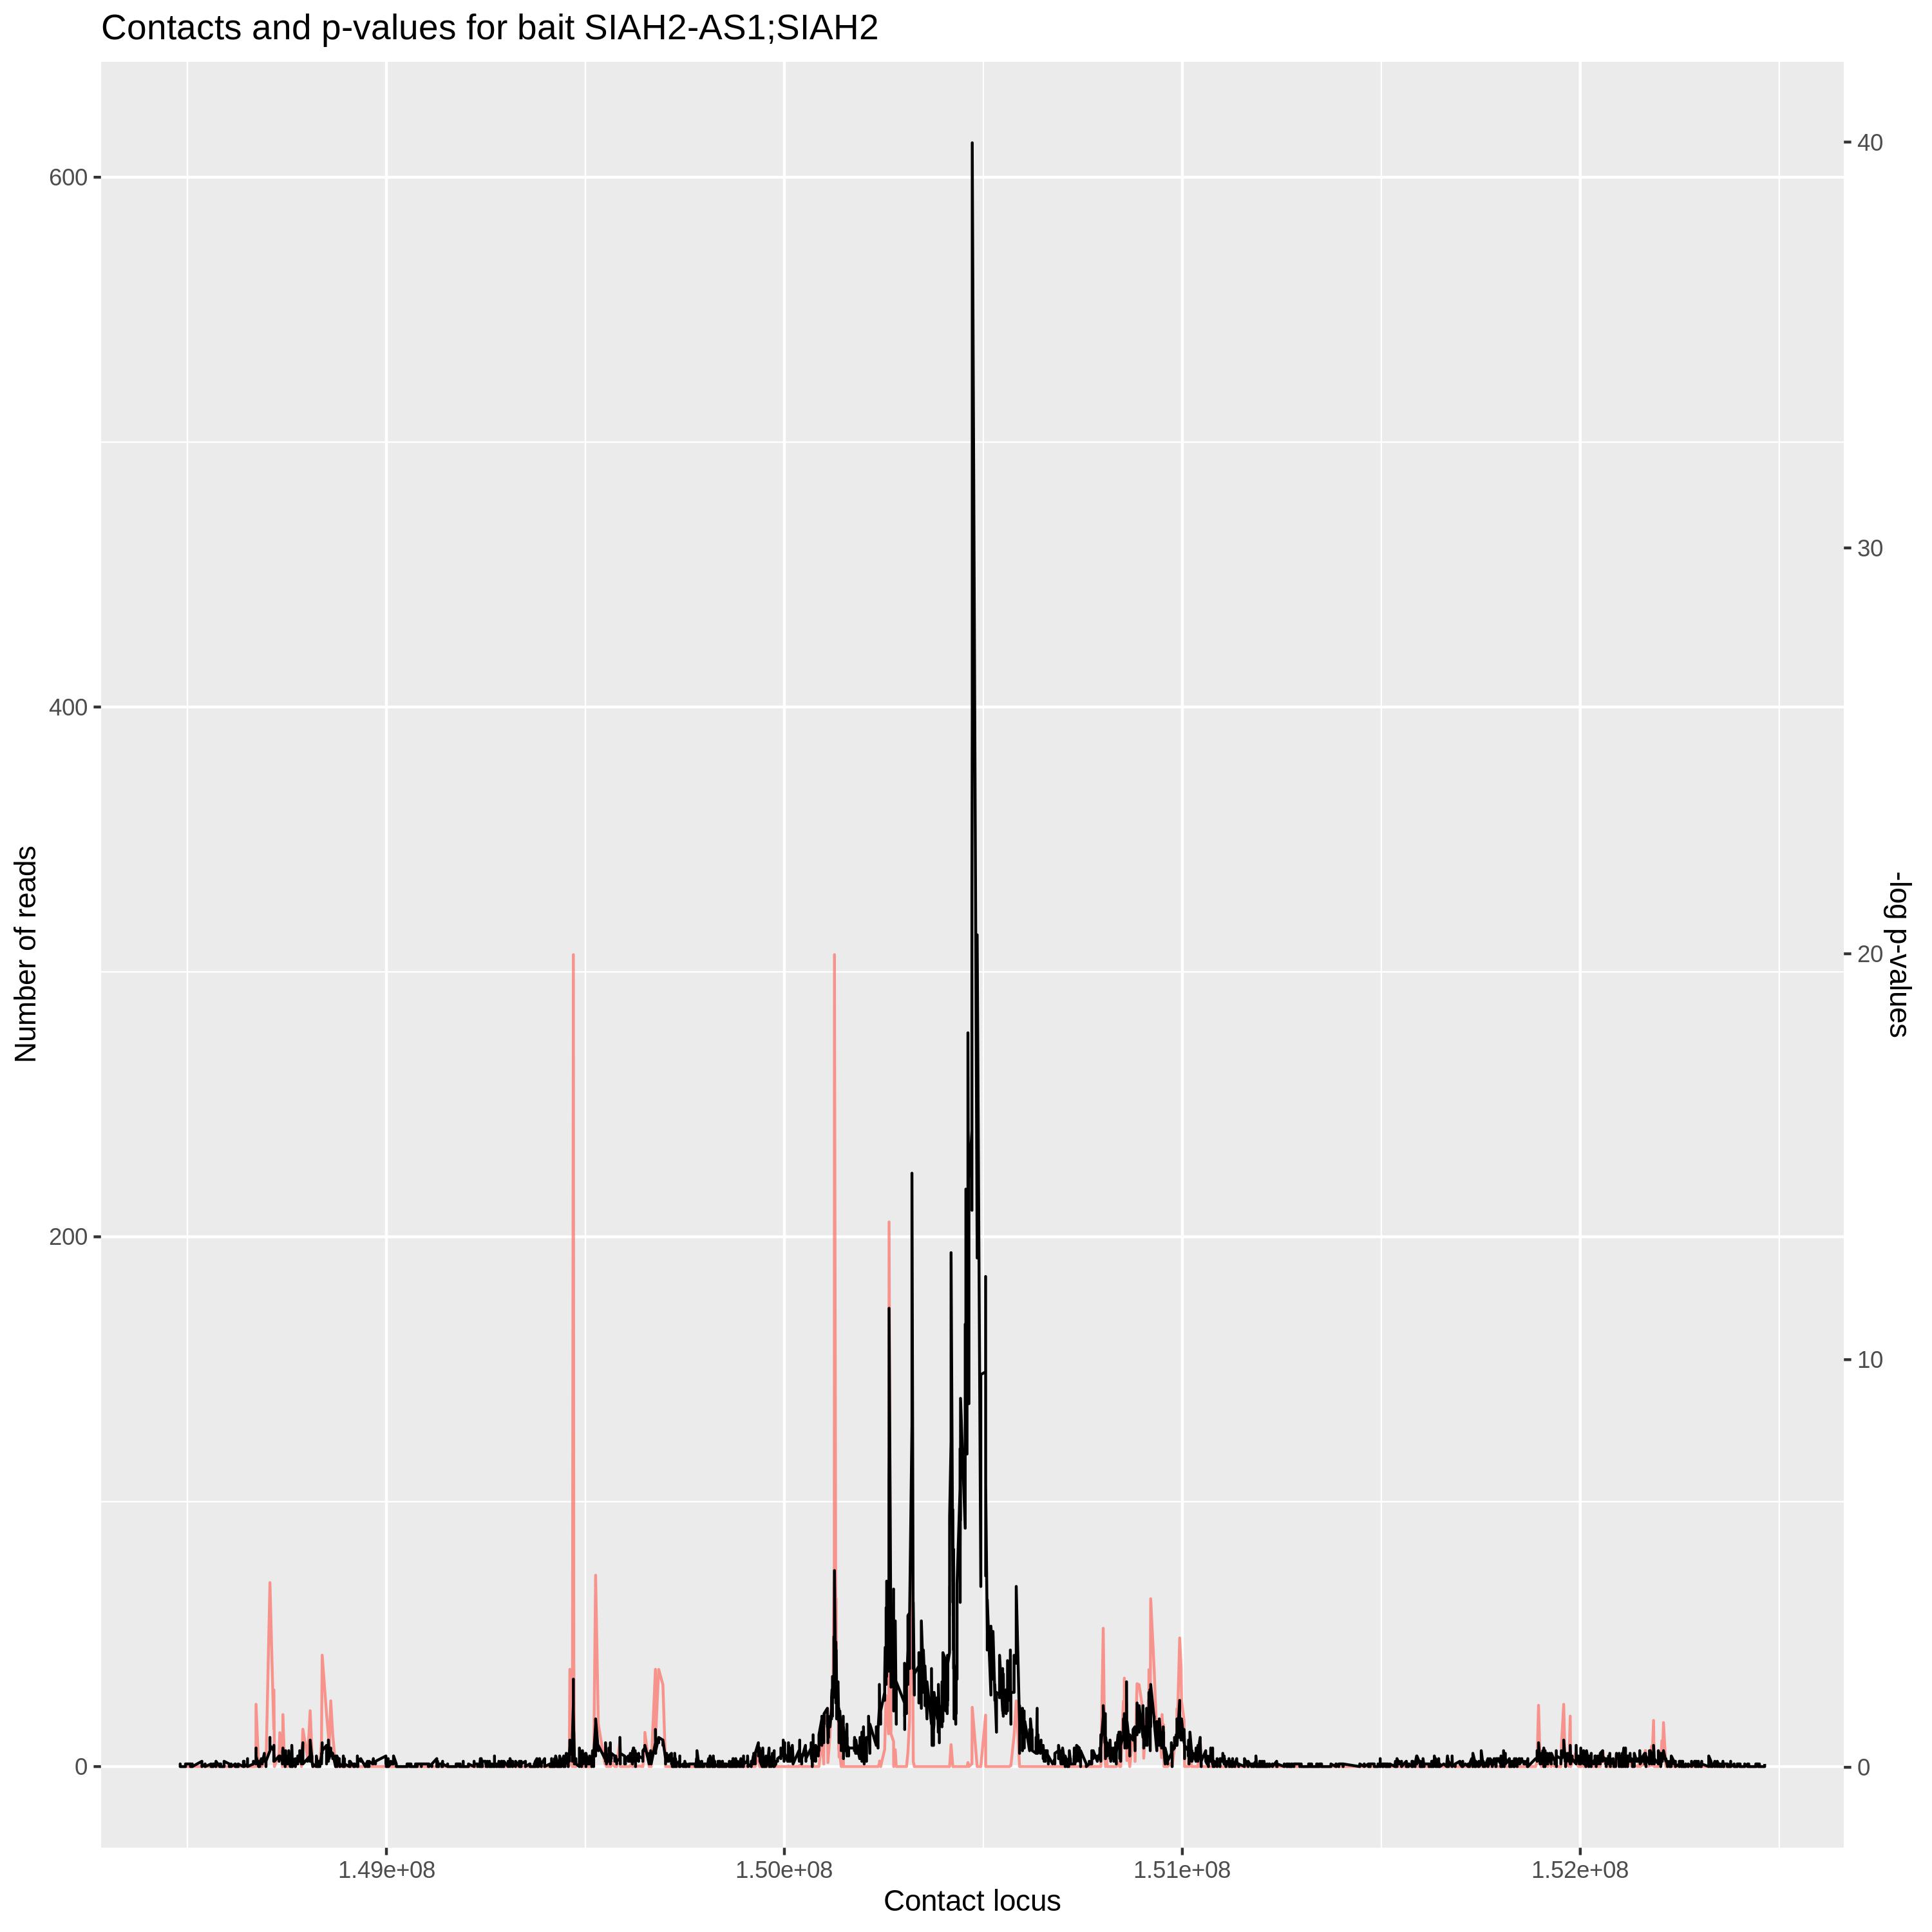 Contacts and p-values for bait SIAH2-AS1;SIAH2
Number of reads
600
400
200
0
40
30
20
10
0
-log p-values
1.49e+08
1.50e+08
1.51e+08
1.52e+08
Contact locus